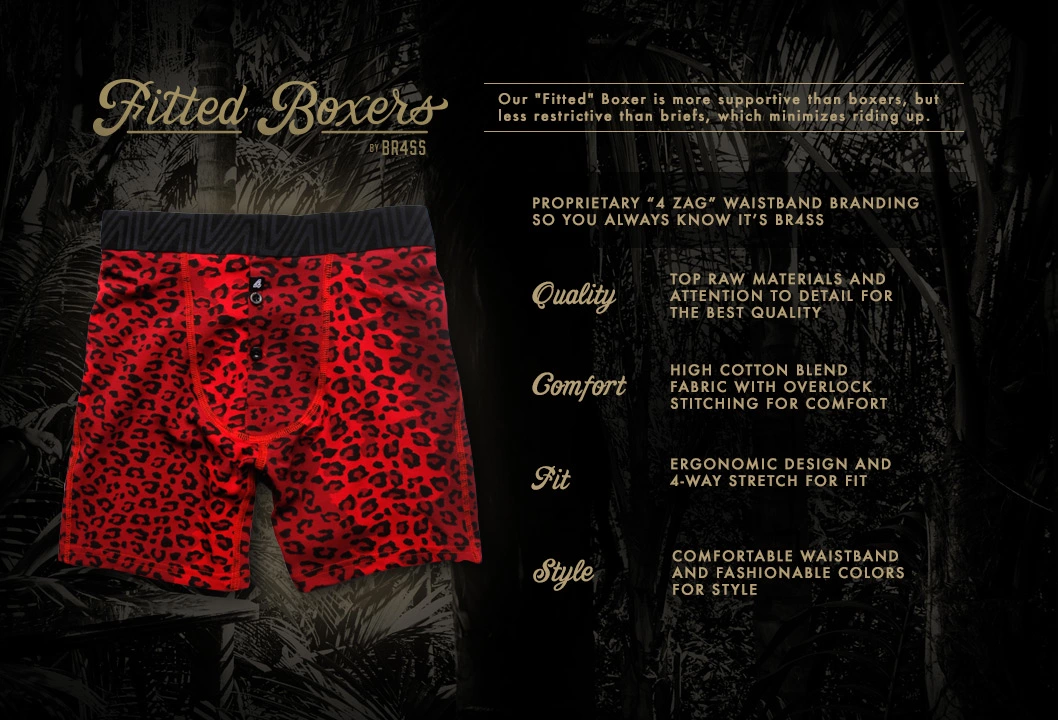 Fitted Boxers
BY BR4SS
Our "Fitted" Boxer is more supportive than boxers, but
less restrictive than briefs, which minimizes riding up.
PROPRIETARY “4 ZAG” WAISTBAND BRANDING
SO YOU ALWAYS KNOW IT’S BR4SS
4
Quality
TOP RAW MATERIALS AND
ATTENTION TO DETAIL FOR
THE BEST QUALITY
Comfort
HIGH COTTON BLEND
FABRIC WITH OVERLOCK
STITCHING FOR COMFORT
Fit
ERGONOMIC DESIGN AND
4-WAY STRETCH FOR FIT
Style
COMFORTABLE WAISTBAND
AND FASHIONABLE COLORS
FOR STYLE